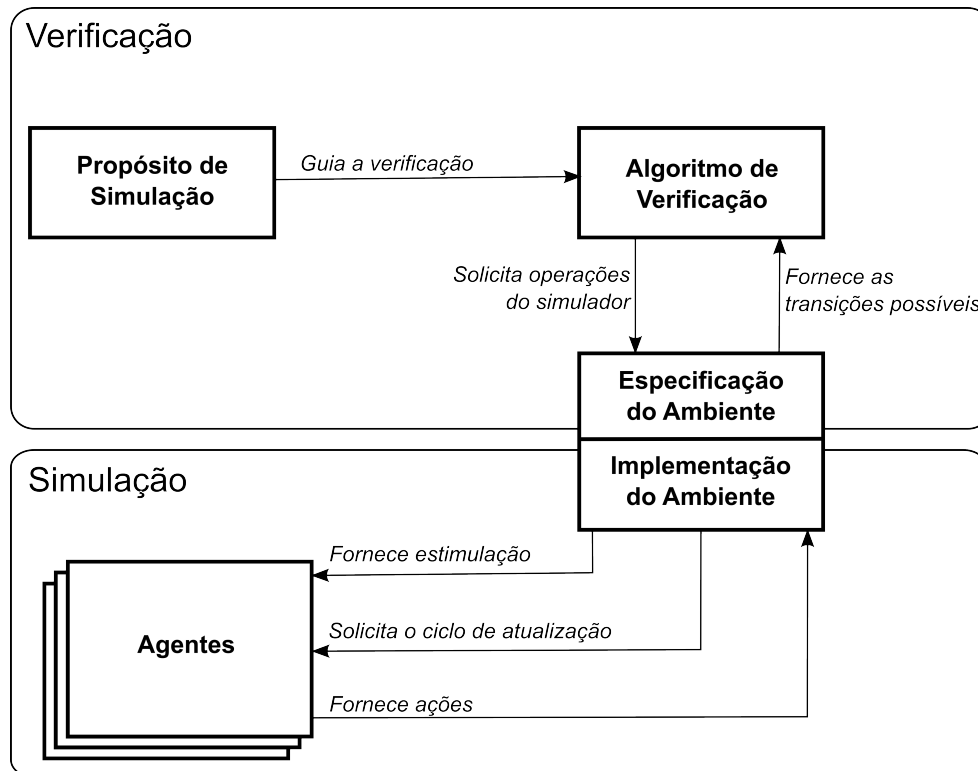 Verificação
Propósito de
Simulação
Guia a verificação
Algoritmo de
Verificação
Solicita operações
do simulador
Fornece as
transições possíveis
Especificação
do Ambiente
Implementação
do Ambiente
Simulação
Fornece estimulação
Solicita o ciclo de atualização
Agentes
Fornece ações